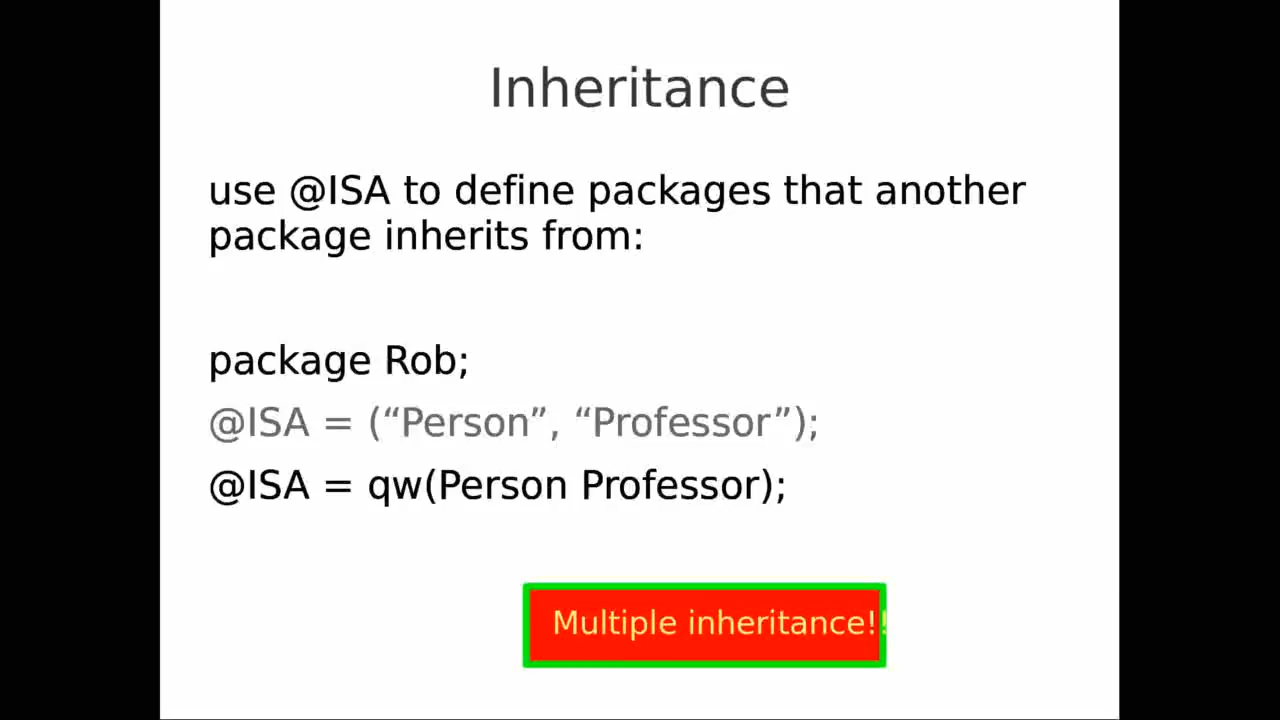 Inheritance
use @ISA to define packages that another
package inherits from:
package Rob;
@ISA = (“Person”, “Professor”);
@ISA = qw(Person Professor);
Multiple inheritance!!